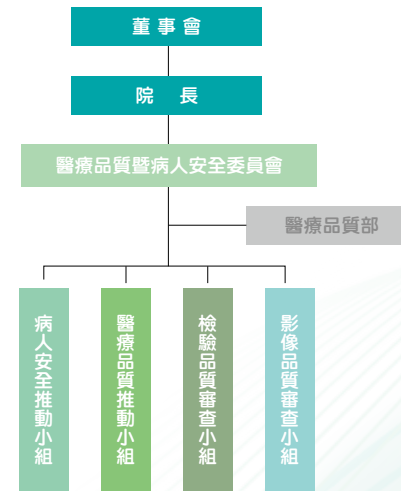 董事會
院長
醫療品質暨病人安全委員會
醫療品質部
病人安全推動小組
醫療品質推動小組
檢驗品質審查小組
影像品質審查小組